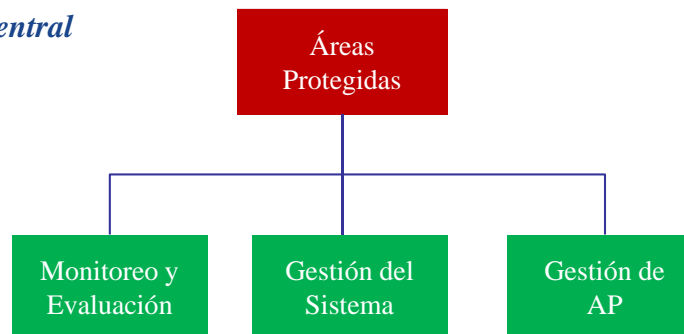 entral
Áreas
Protegidas
Monitoreo y
Evaluación
Gestión del
Sistema
Gestión de
AP